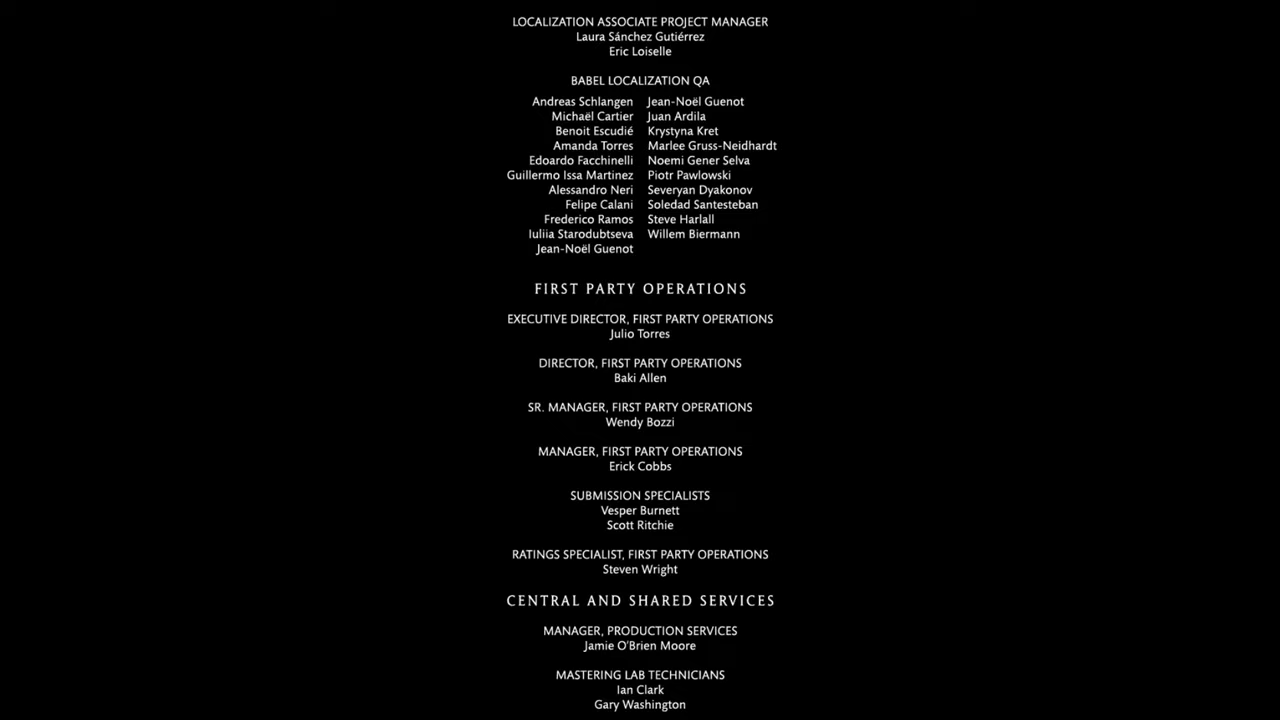 LOCALIZATION ASSOCIATE PROJECT MANAGER
Laura Sánchez Gutiérrez
Eric Loiselle
BABEL LOCALIZATION QA
Andreas Schlangen Jean-Noël Guenot
Michaël Cartier Juan Ardila
Benoit Escudié Krystyna Kret
Amanda Torres Marlee Gruss-Neidhardt
Edoardo Facchinelli Noemi Gener Selva
Guillermo Issa Martinez Piotr Pawlowski
Alessandro Neri Severyan Dyakonov
Felipe Calani Soledad Santesteban
Frederico Ramos Steve Harlall
Iuliia Starodubtseva Willem Biermann
Jean-Noël Guenot
FIRST PARTY OPERATIONS
EXECUTIVE DIRECTOR, FIRST PARTY OPERATIONS
Julio Torres
DIRECTOR, FIRST PARTY OPERATIONS
Baki Allen
SR. MANAGER, FIRST PARTY OPERATIONS
Wendy Bozzi
MANAGER, FIRST PARTY OPERATIONS
Erick Cobbs
SUBMISSION SPECIALISTS
Vesper Burnett
Scott Ritchie
RATINGS SPECIALIST, FIRST PARTY OPERATIONS
Steven Wright
CENTRAL AND SHARED SERVICES
MANAGER, PRODUCTION SERVICES
Jamie O'Brien Moore
MASTERING LAB TECHNICIANS
Ian Clark
Gary Washington